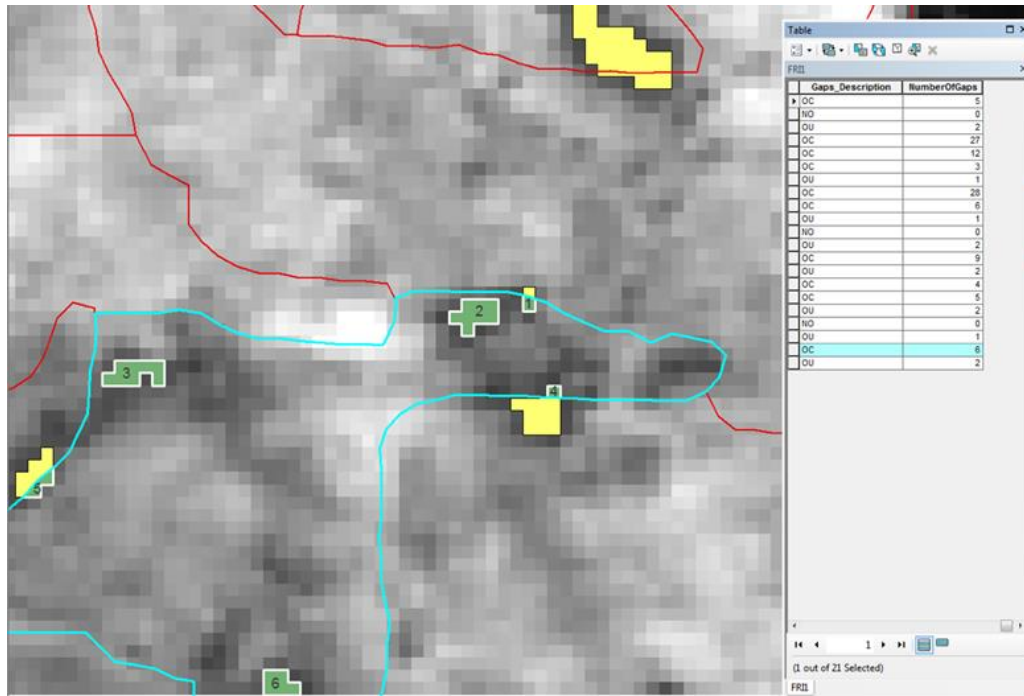 Table
FRI1
Gaps_Description NumberOfGaps
OC 5
NO 0
OU 2
OC 27
OC 12
OC 3
OU 1
OC 28
OC 6
OU 1
NO 0
OU 2
OC 9
OU 2
OC 4
OC 5
OU 2
NO 0
OU 1
OC 6
OU 2
1
2
3
4
5
6
1
(1 out of 21 Selected)
FRI1